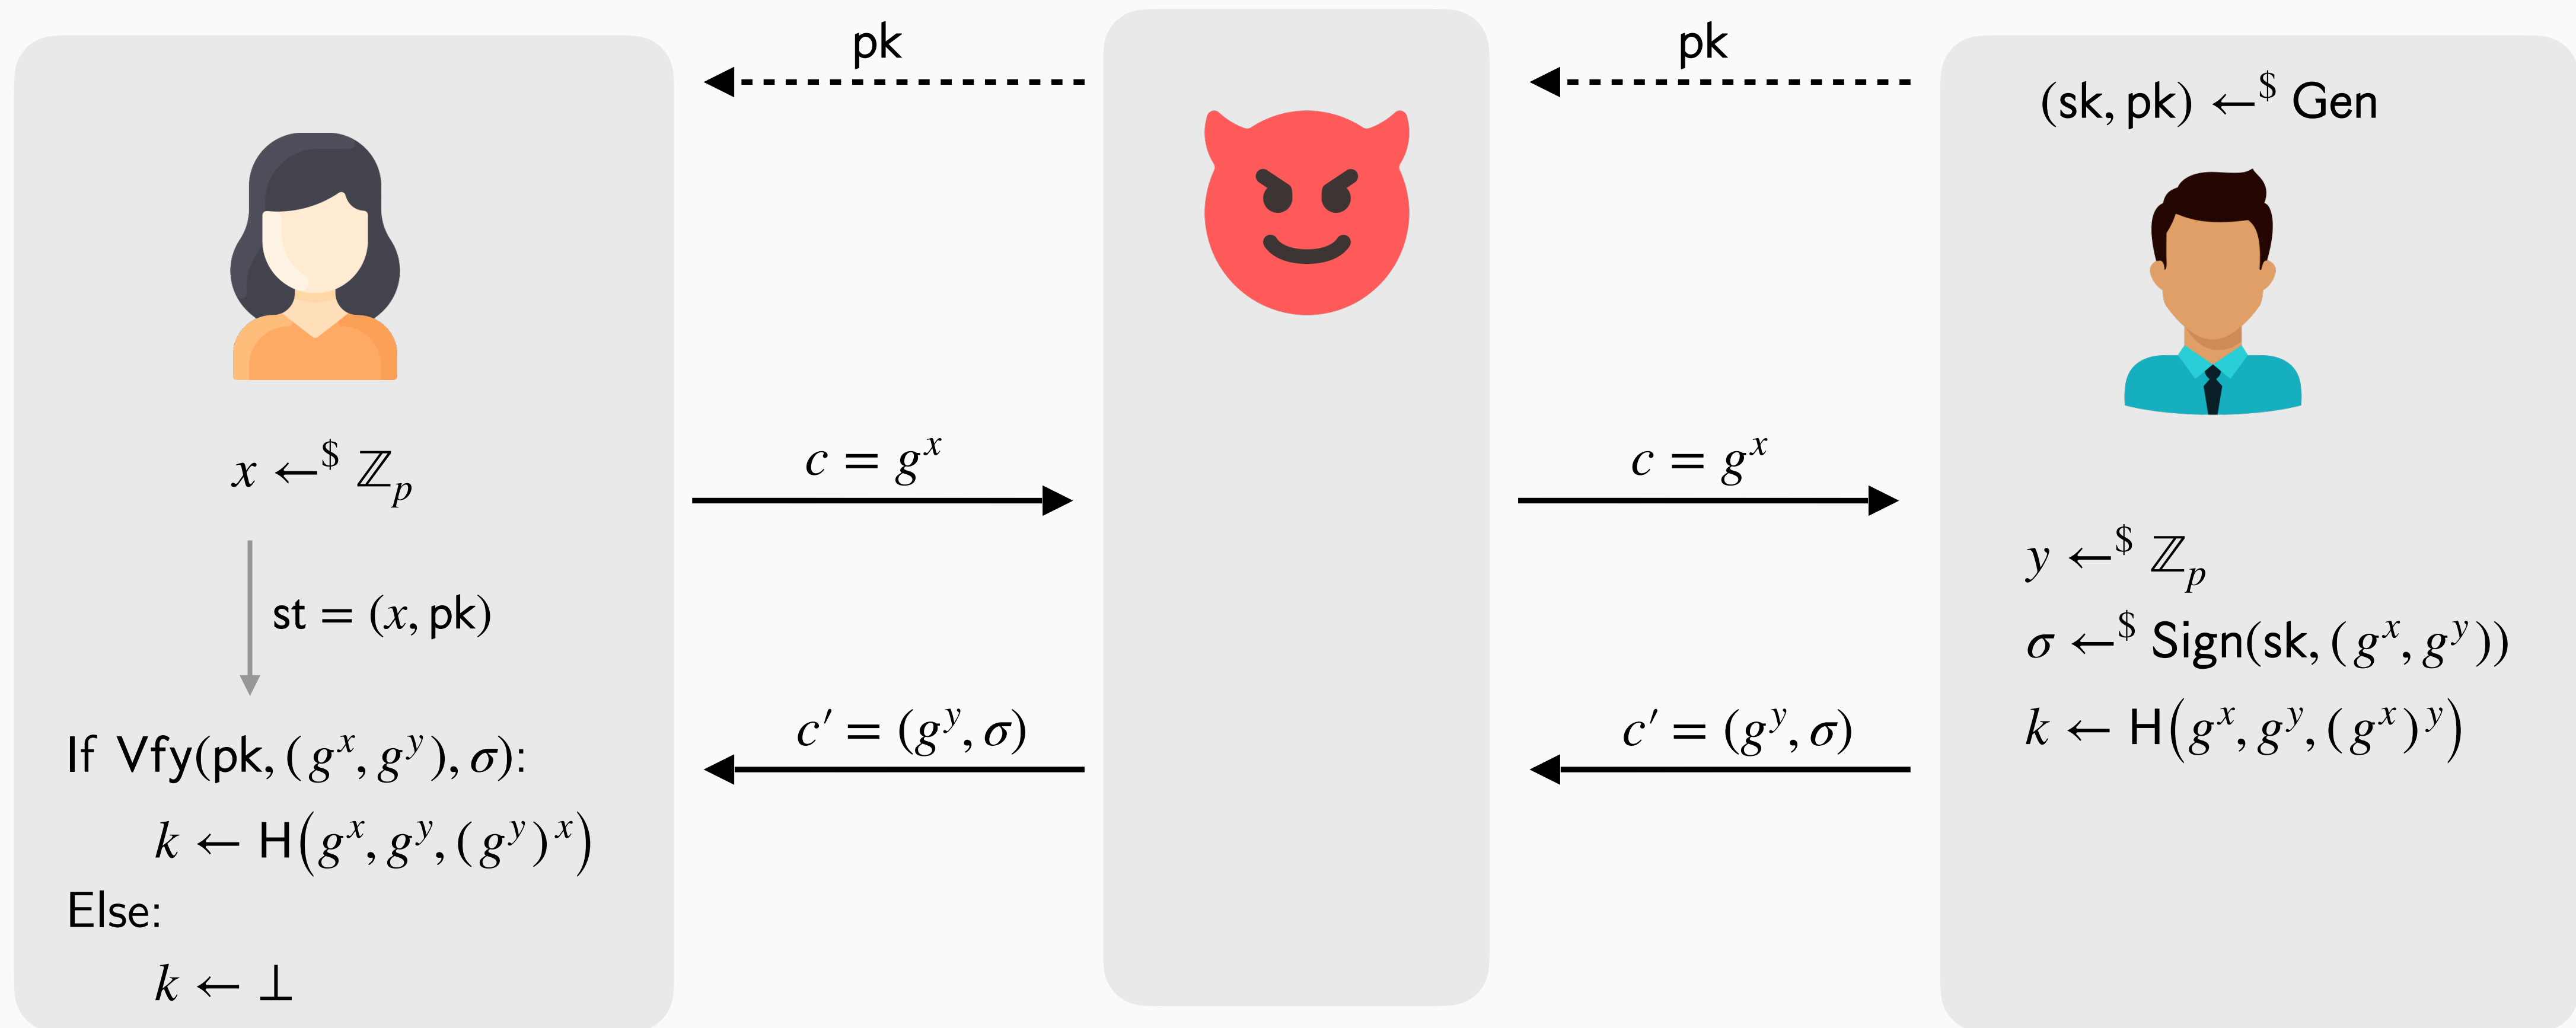 pk
pk
(sk, pk) ←$ Gen
x ←$ ℤp
c = g^x
c = g^x
st = (x, pk)
y ←$ ℤp
σ ←$ Sign(sk, (g^x, g^y))
k ← H(g^x, g^y, (g^x)^y)
c′ = (g^y, σ)
c′ = (g^y, σ)
If Vfy(pk, (g^x, g^y), σ):
k ← H(g^x, g^y, (g^y)^x)
Else:
k ← ⊥